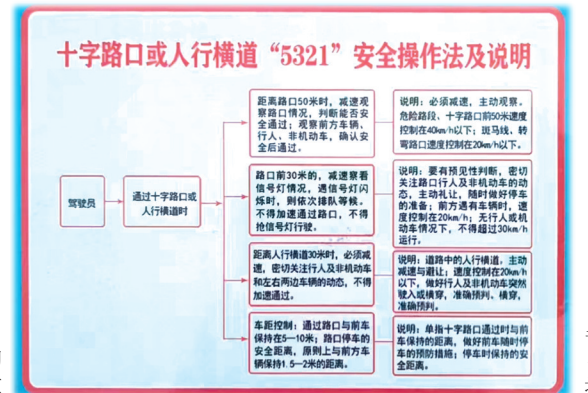 十字路口或人行横道“5321”安全操作法及说明
驾驶员
通过十字路口或
人行横道时
距离路口50米时，减速观
察路口情况，判断能否安
全通过；观察前方车辆、
行人、非机动车，确认安
全后通过。
说明：必须减速，主动观察。
危险路段、十字路口前50米速度
控制在40km/h以下；斑马线、转
弯路口速度控制在20km/h以下。
路口前30米的，减速察看
信号灯情况，遇信号灯闪
烁时，则依次排队等候。
不得加速通过路口，不得
抢信号灯行驶。
说明：要有预见性判断，密切
关注路口行人及非机动车的动
态，主动礼让，随时做好停车
的准备；前方遇有车辆时，速
度控制在20km/h；无行人或机
动车情况下，不得超过30km/h
运行。
距离人行横道30米时，必须减
速，密切关注行人及非机动车
和左右两边车辆的动态，不得
加速通过。
说明：道路中的人行横道，主动
减速与避让；速度控制在20km/h
以下，做好行人及非机动车突然
驶入或横穿，准确预判、横穿，
准确预判。
车距控制：通过路口与前车
保持在5—10米；路口停车的
安全距离，原则上与前方车
辆保持1.5—2米的距离。
说明：单指十字路口通过时与前
车保持的距离，做好前车随时停
车的预防措施；停车时保持的安
全距离。